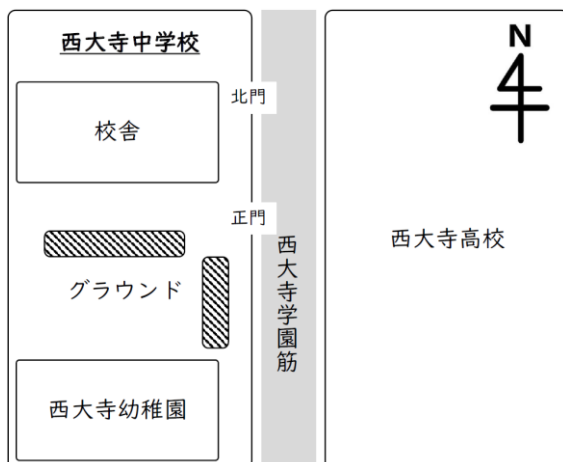 西大寺中学校
N
北門
校舎
正門
西大寺高校
西大寺学園筋
グラウンド
西大寺幼稚園